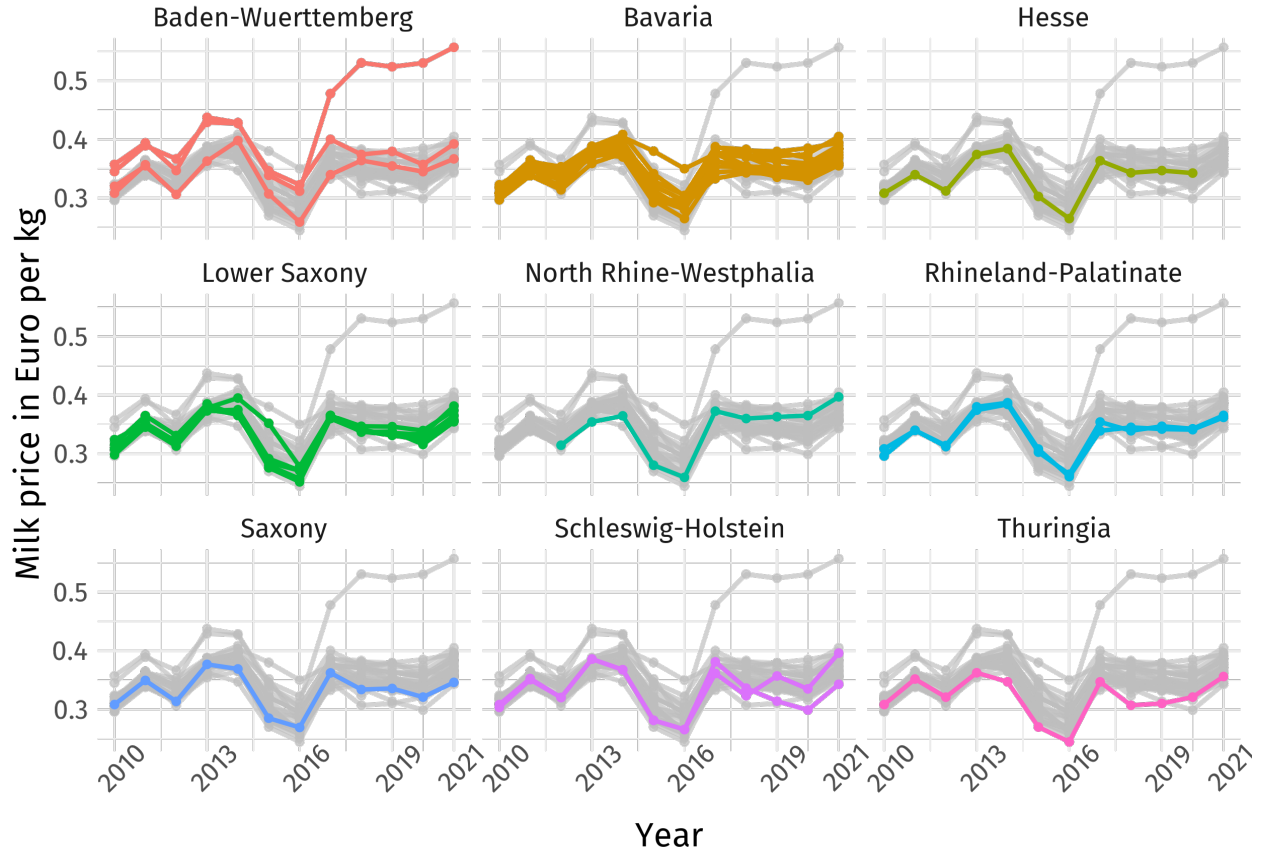 Baden-Wuerttemberg Bavaria Hesse
0.5
0.4
0.3
Lower Saxony North Rhine-Westphalia Rhineland-Palatinate
0.5
0.4
0.3
Saxony Schleswig-Holstein Thuringia
0.5
0.4
0.3
2010 2013 2016 2019 2021 2010 2013 2016 2019 2021 2010 2013 2016 2019 2021
Year
Milk price in Euro per kg